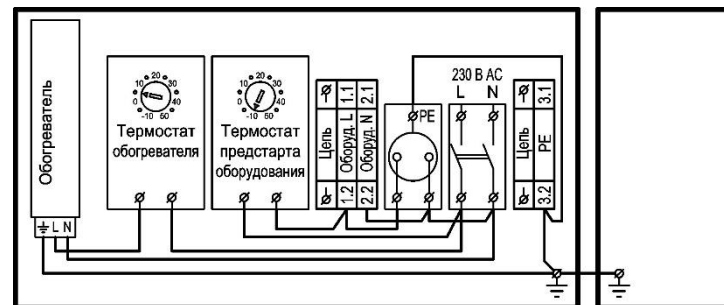 Обогреватель
L N
10 20 30
0 40
-10 50
Термостат
обогревателя
10 20 30
0 40
-10 50
Термостат
предстарта
оборудования
Цепь
Оборуд. L
Оборуд. N
1.1
2.1
1.2
2.2
PE
230 В AC
L N
Цепь
PE
3.1
3.2